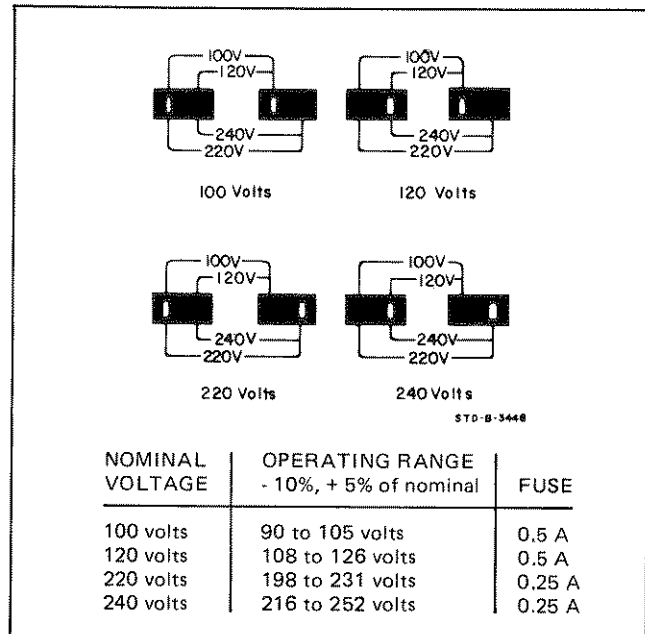 100V 100V
120V 120V
240V 240V
220V 220V
100 Volts 120 Volts
100V 100V
120V 120V
240V 240V
220V 220V
220 Volts 240 Volts
STD-B-3448
NOMINAL OPERATING RANGE
VOLTAGE - 10%, + 5% of nominal FUSE
100 volts 90 to 105 volts 0.5 A
120 volts 108 to 126 volts 0.5 A
220 volts 198 to 231 volts 0.25 A
240 volts 216 to 252 volts 0.25 A